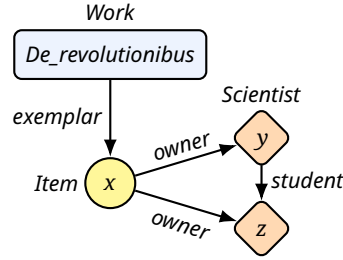 Work
De_revolutionibus
exemplar
Scientist
owner
y
Item
x
student
owner
z